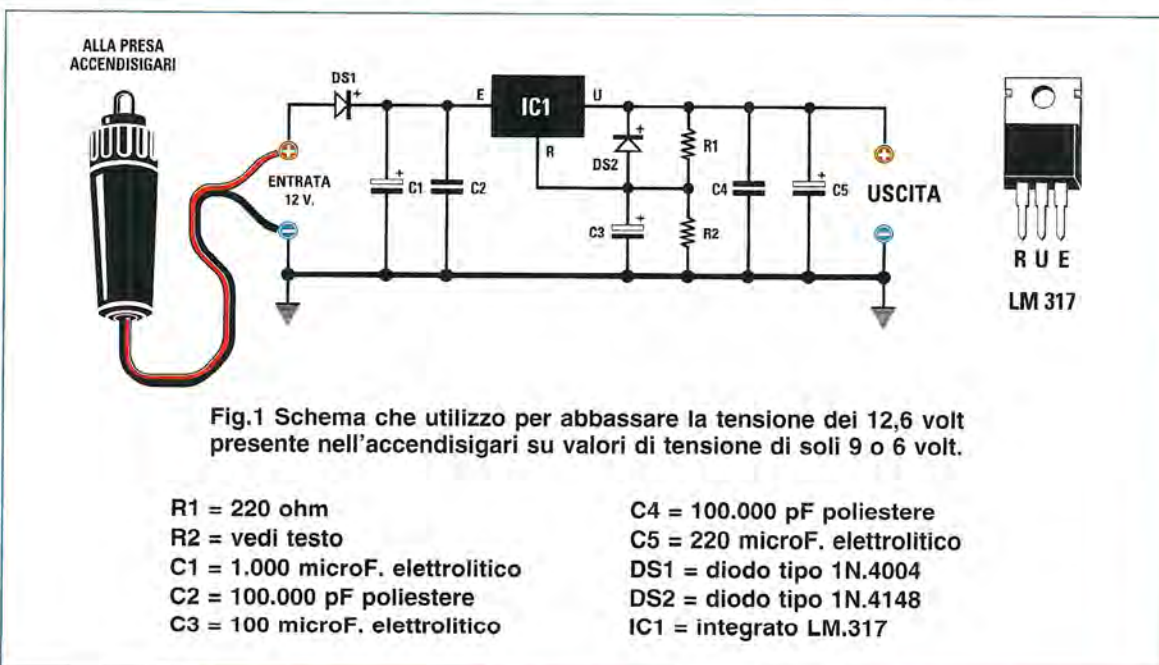 ALLA PRESA
ACCENDISIGARI
DS1
+
E
IC1
U
R
+
DS2
R1
+
ENTRATA
12 V.
+
C1
C2
C3
+
R2
C4
+
C5
+
USCITA
R U E
LM 317
Fig.1 Schema che utilizzo per abbassare la tensione dei 12,6 volt
presente nell'accendisigari su valori di tensione di soli 9 o 6 volt.
R1 = 220 ohm
R2 = vedi testo
C1 = 1.000 microF. elettrolitico
C2 = 100.000 pF poliestere
C3 = 100 microF. elettrolitico
C4 = 100.000 pF poliestere
C5 = 220 microF. elettrolitico
DS1 = diodo tipo 1N.4004
DS2 = diodo tipo 1N.4148
IC1 = integrato LM.317